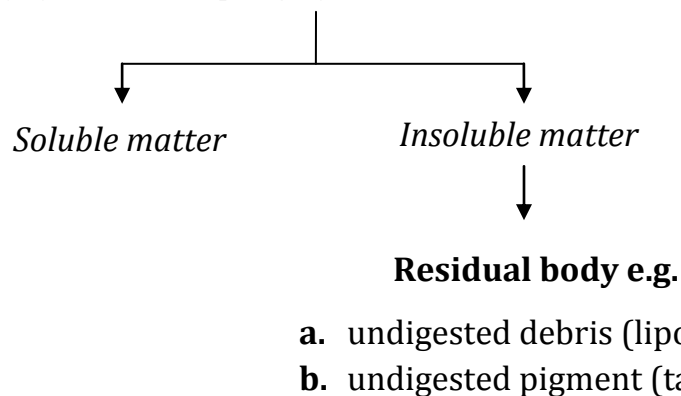 Soluble matter
Insoluble matter
Residual body e.g.
a. undigested debris
b. undigested pigment